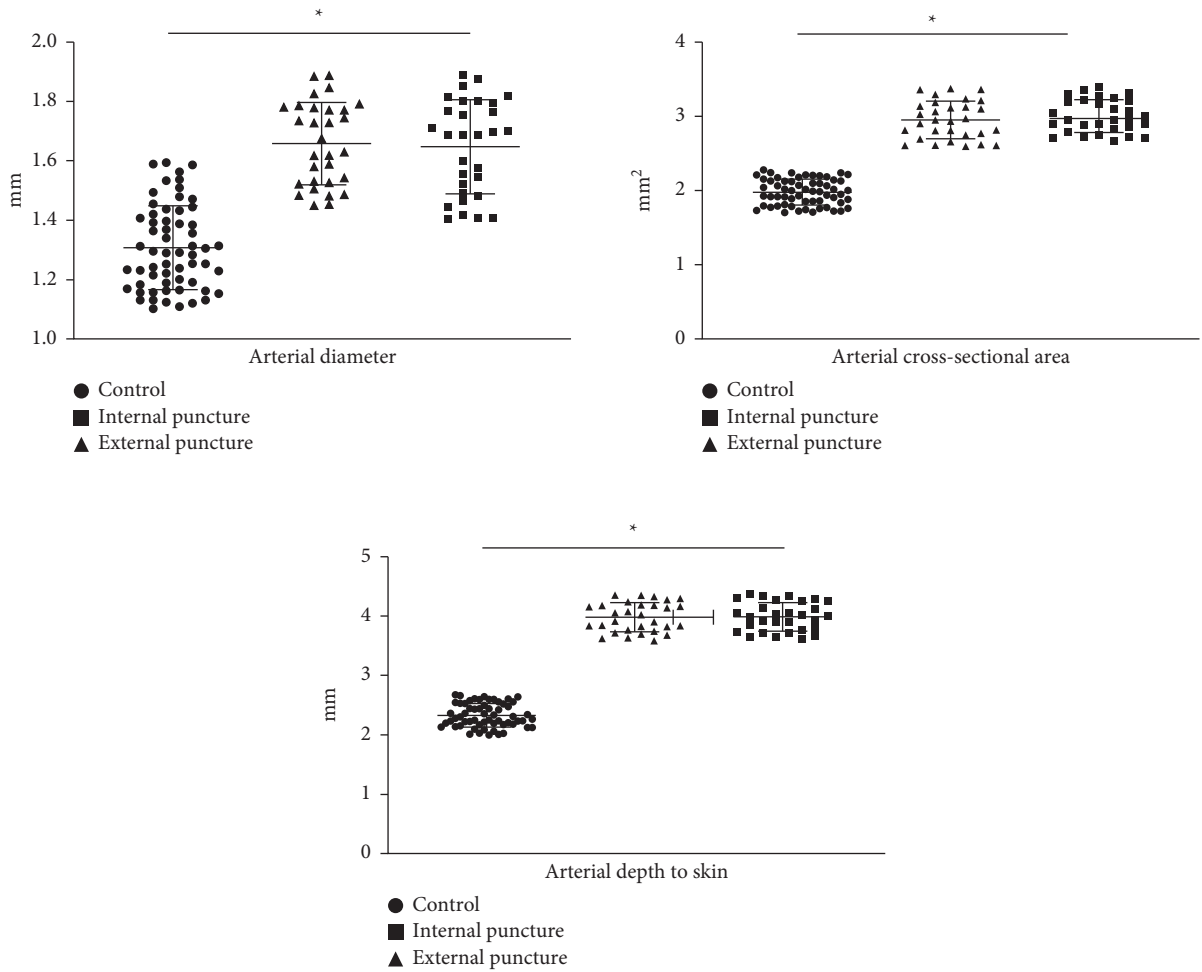 *
2.0
1.8
1.6
1.4
1.2
1.0
mm
Arterial diameter
Control
Internal puncture
External puncture
*
4
3
2
1
0
mm²
Arterial cross-sectional area
Control
Internal puncture
External puncture
*
5
4
3
2
1
0
mm
Arterial depth to skin
Control
Internal puncture
External puncture